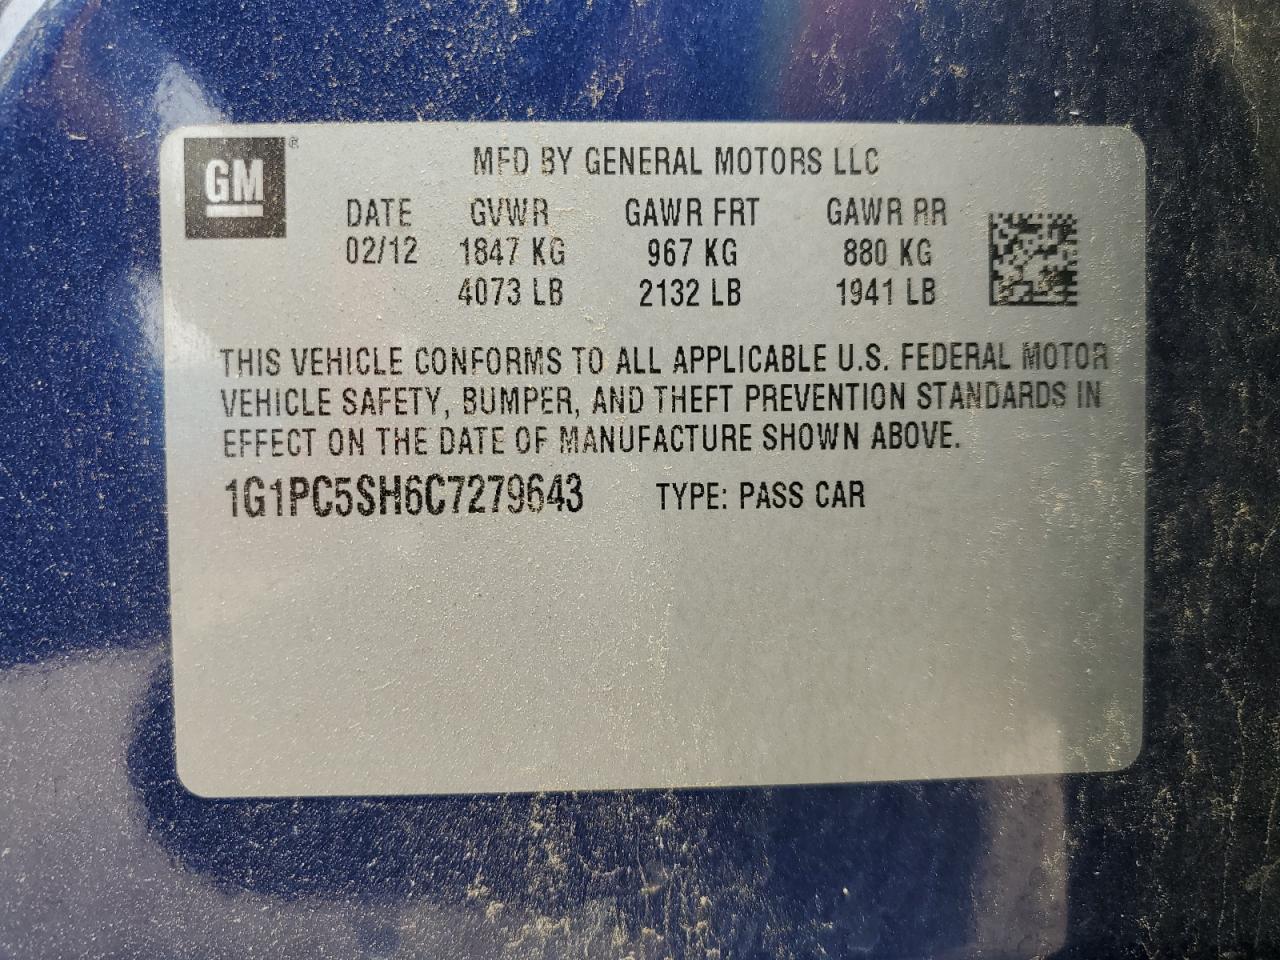 GM®
MFD BY GENERAL MOTORS LLC
DATE GVWR GAWR FRT GAWR RR
02/12 1847 KG 967 KG 880 KG
4073 LB 2132 LB 1941 LB
THIS VEHICLE CONFORMS TO ALL APPLICABLE U.S. FEDERAL MOTOR
VEHICLE SAFETY, BUMPER, AND THEFT PREVENTION STANDARDS IN
EFFECT ON THE DATE OF MANUFACTURE SHOWN ABOVE.
1G1PC5SH6C7279643 TYPE: PASS CAR